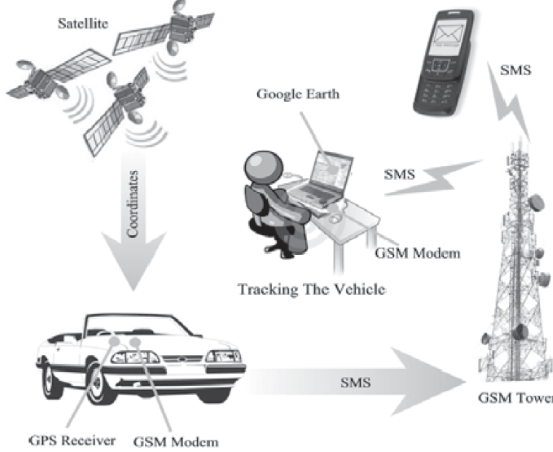 Satellite
SMS
Google Earth
SMS
Coordinates
GSM Modem
Tracking The Vehicle
SMS
GSM Tower
GPS Receiver
GSM Modem